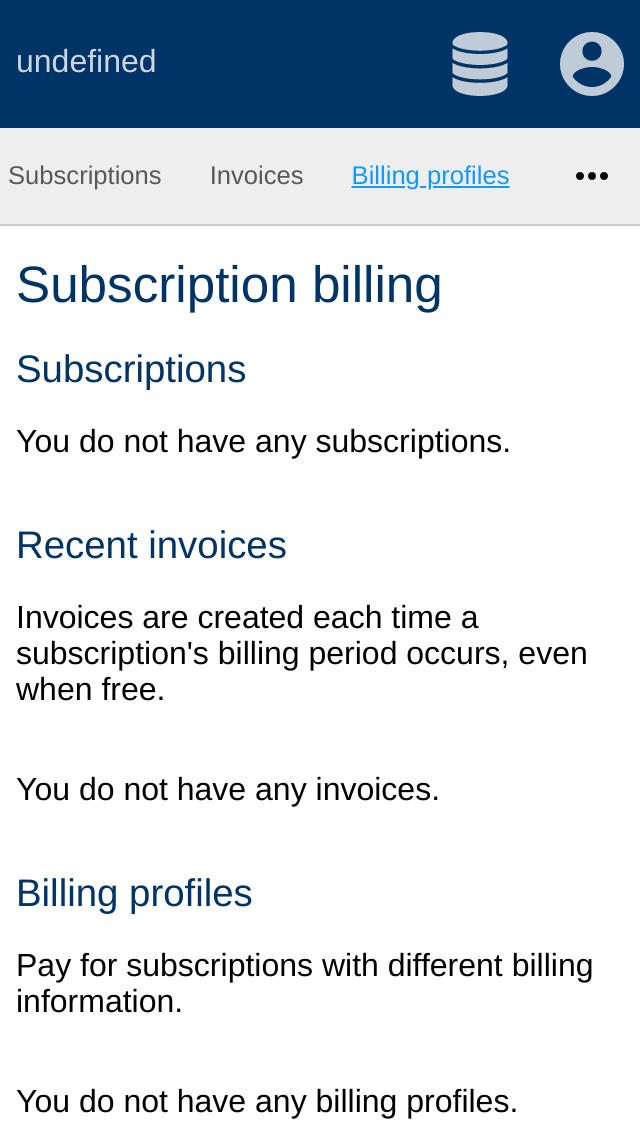 undefined
Subscriptions Invoices Billing profiles
Subscription billing
Subscriptions
You do not have any subscriptions.
Recent invoices
Invoices are created each time a
subscription's billing period occurs, even
when free.
You do not have any invoices.
Billing profiles
Pay for subscriptions with different billing
information.
You do not have any billing profiles.